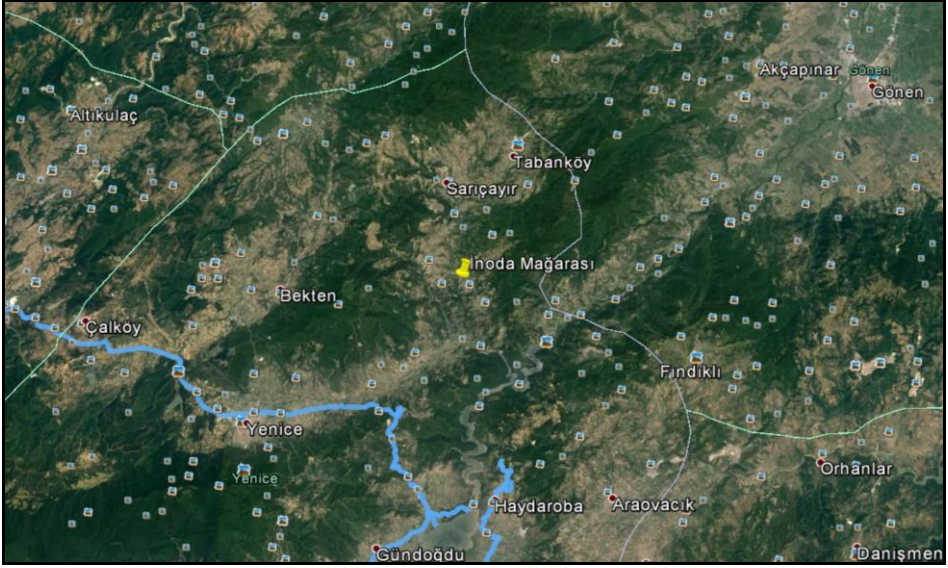 Akçapınar
Gönen
Gönen
Altıkulaç
Tabanköy
Sarıçayır
İnoda Mağarası
Bekten
Çalköy
Fındıklı
Yenice
Orhanlar
Yenice
Haydaroba
Araovacık
Gündoğdu
Danişmen